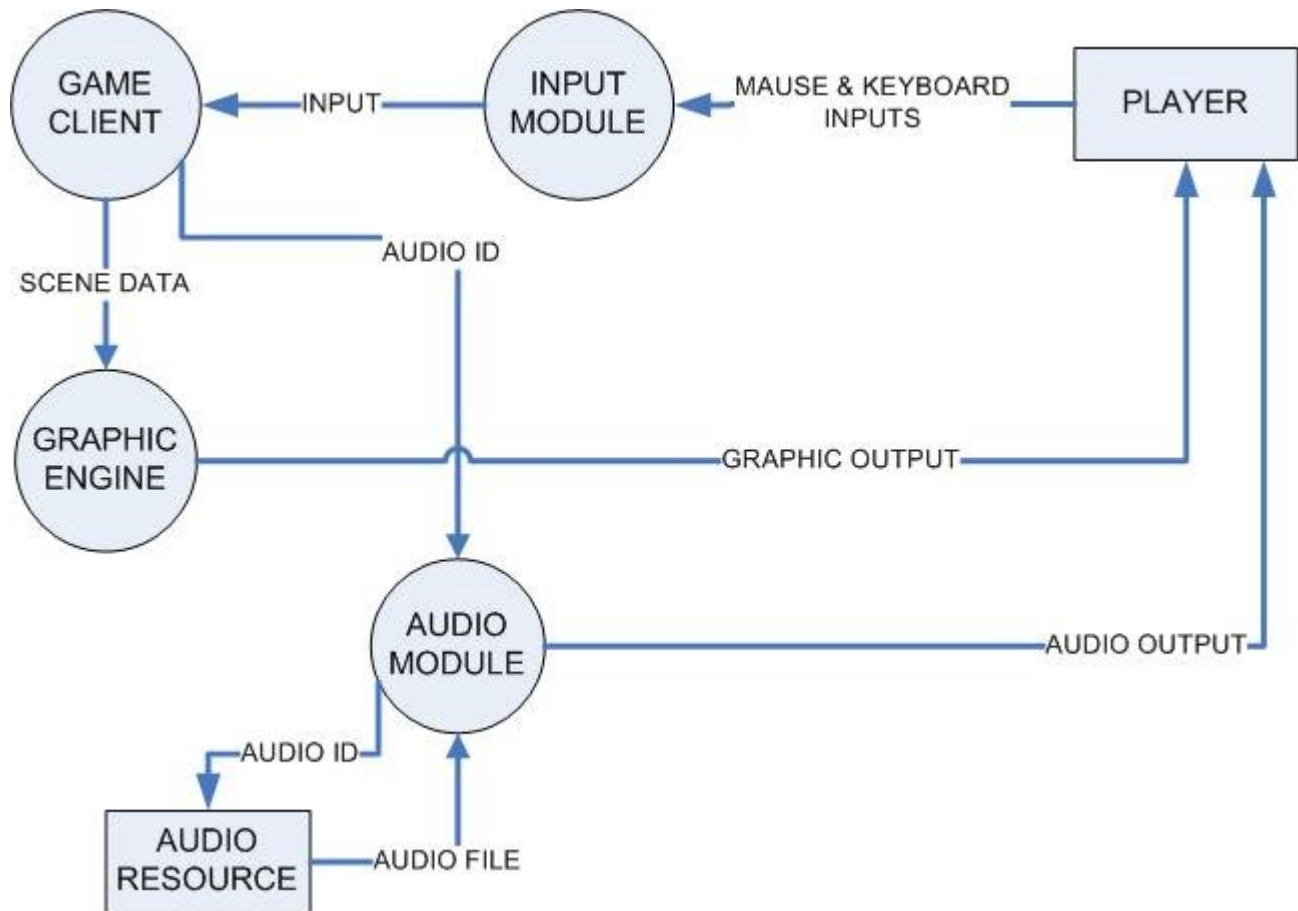 GAME
CLIENT
INPUT
INPUT
MODULE
MAUSE & KEYBOARD
INPUTS
PLAYER
AUDIO ID
SCENE DATA
GRAPHIC
ENGINE
GRAPHIC OUTPUT
AUDIO
MODULE
AUDIO OUTPUT
AUDIO ID
AUDIO
RESOURCE
AUDIO FILE